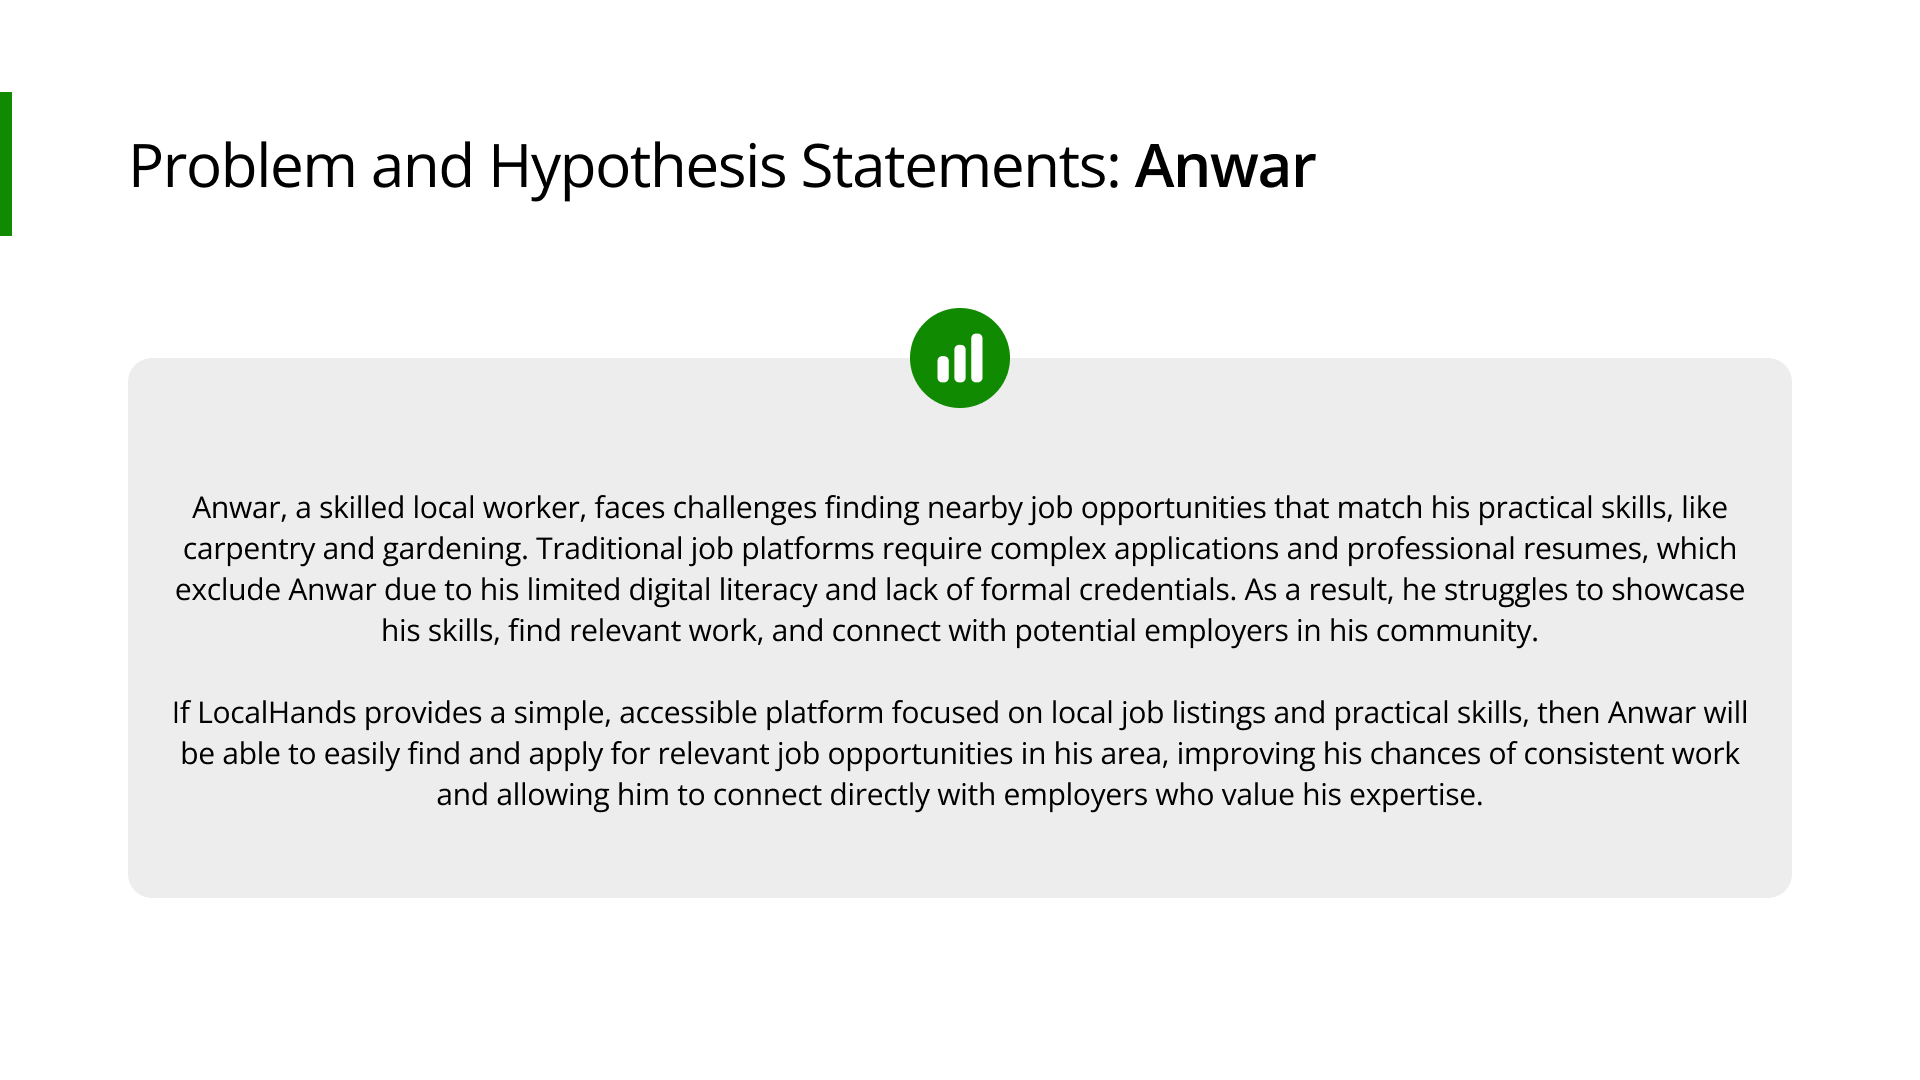 Problem and Hypothesis Statements: Anwar
Anwar, a skilled local worker, faces challenges finding nearby job opportunities that match his practical skills, like
carpentry and gardening. Traditional job platforms require complex applications and professional resumes, which
exclude Anwar due to his limited digital literacy and lack of formal credentials. As a result, he struggles to showcase
his skills, find relevant work, and connect with potential employers in his community.
If LocalHands provides a simple, accessible platform focused on local job listings and practical skills, then Anwar will
be able to easily find and apply for relevant job opportunities in his area, improving his chances of consistent work
and allowing him to connect directly with employers who value his expertise.